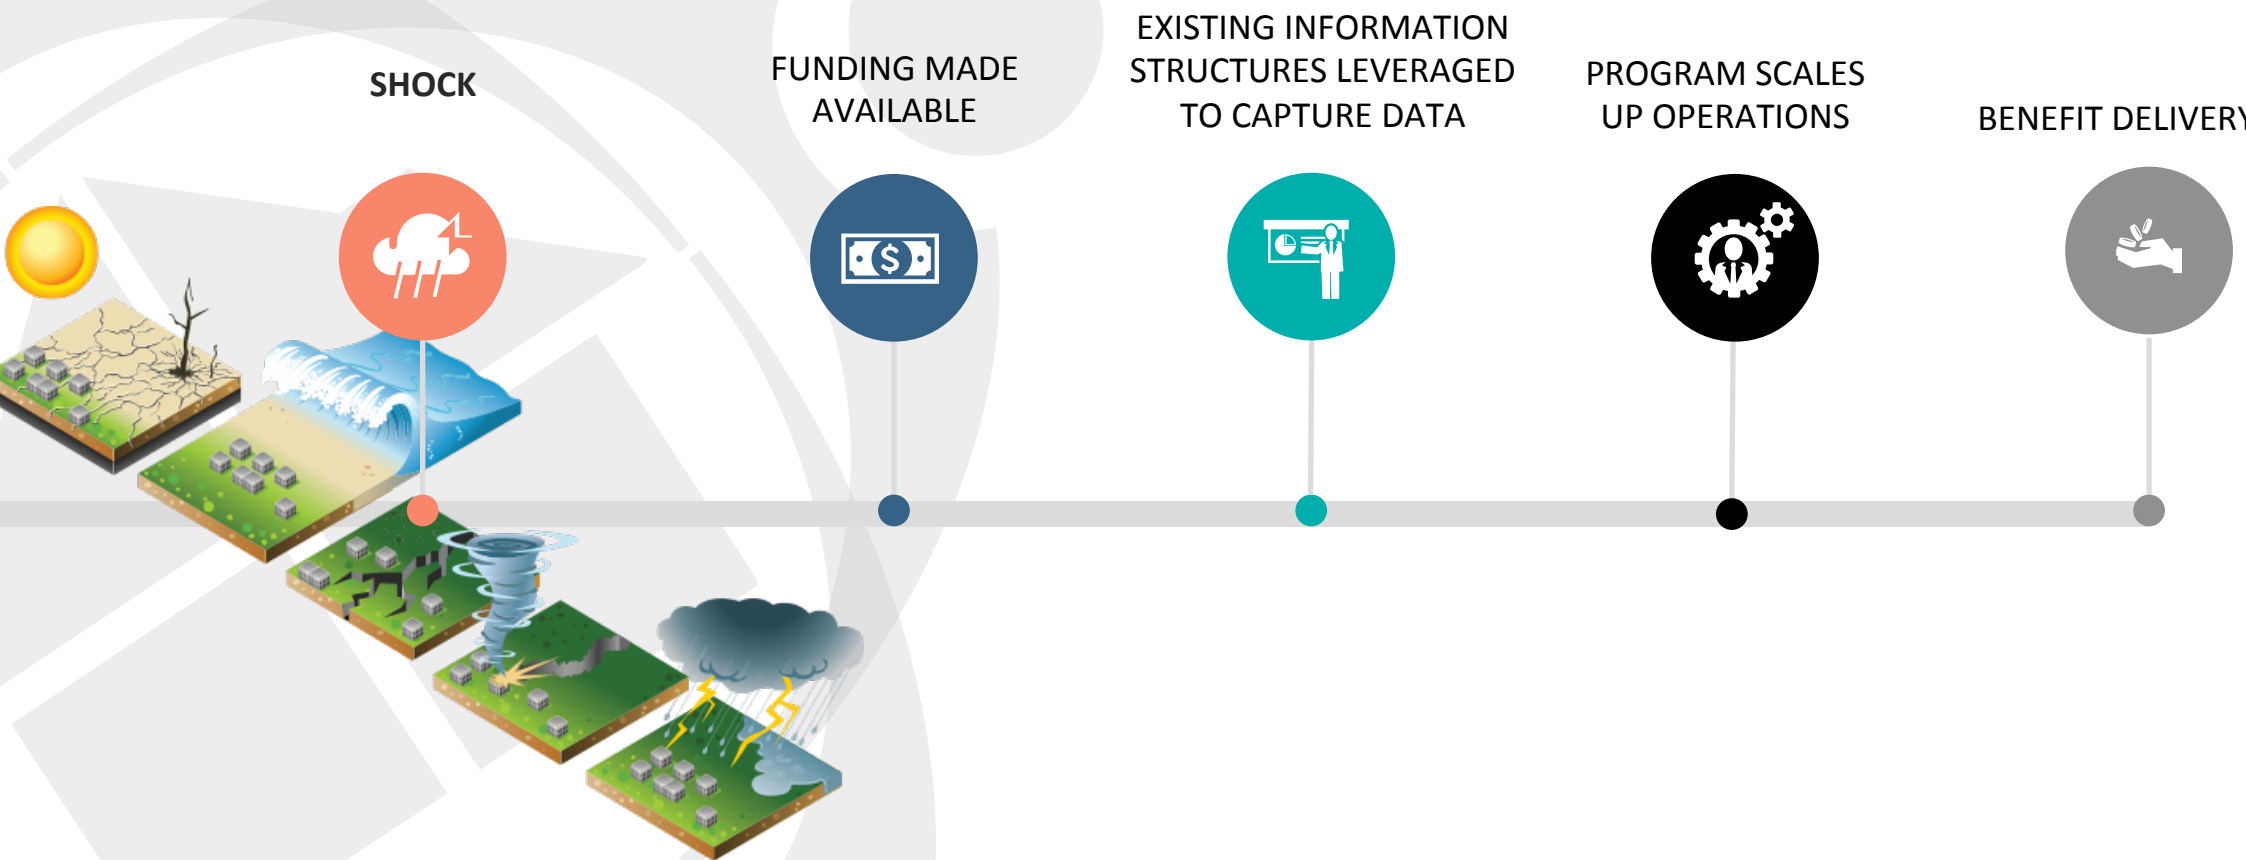 SHOCK
FUNDING MADE
AVAILABLE
EXISTING INFORMATION
STRUCTURES LEVERAGED
TO CAPTURE DATA
PROGRAM SCALES
UP OPERATIONS
BENEFIT DELIVERY
$